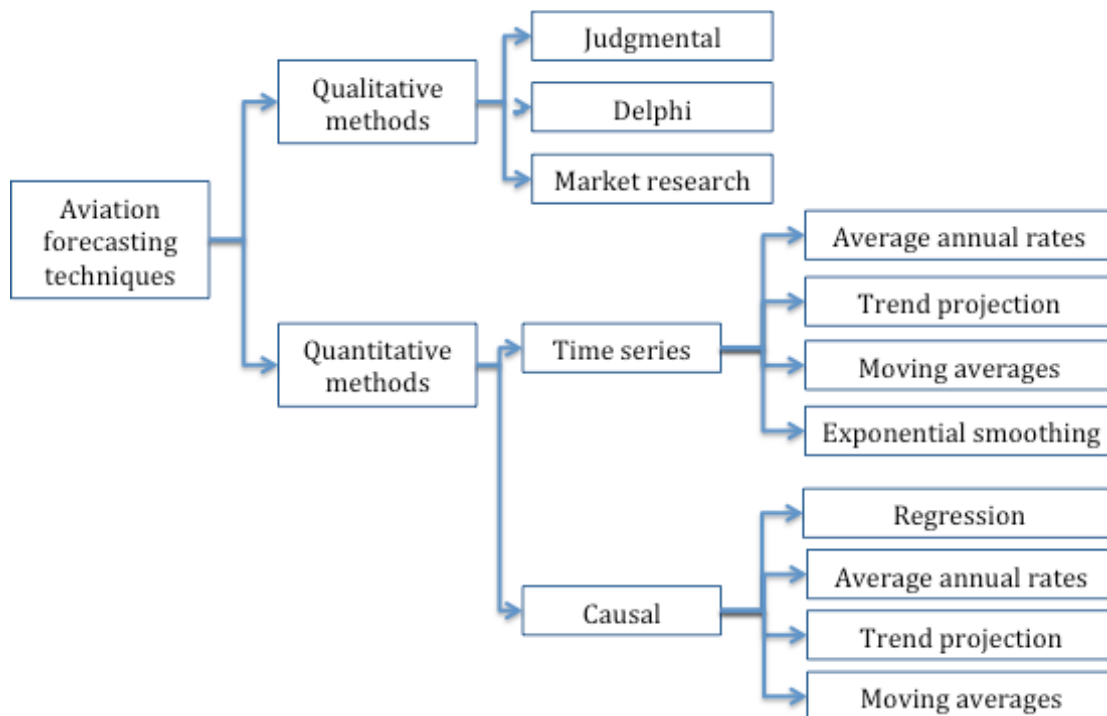 Aviation
forecasting
techniques
Qualitative
methods
Judgmental
Delphi
Market research
Quantitative
methods
Time series
Average annual rates
Trend projection
Moving averages
Exponential smoothing
Causal
Regression
Average annual rates
Trend projection
Moving averages